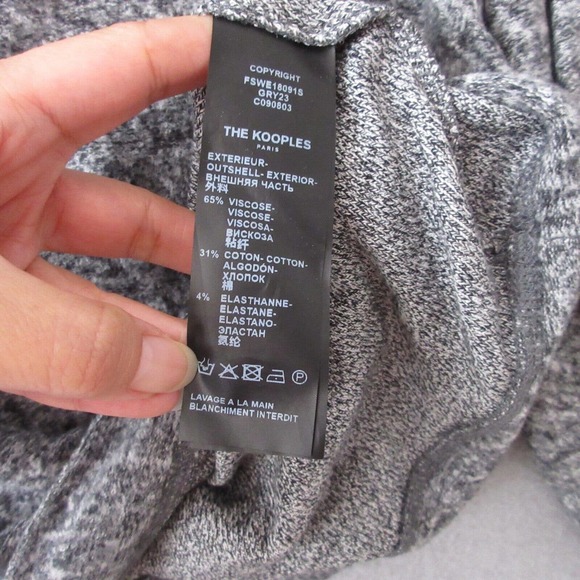 COPYRIGHT
FSWE18091S
GRY23
C090803
THE KOOPLES
PARIS
EXTERIEUR-
OUTSHELL- EXTERIOR-
ВНЕШНЯЯ ЧАСТЬ
外料
65% VISCOSE-
VISCOSE-
VISCOSA-
ВИСКОЗА
粘釺
31% COTON- COTTON-
ALGODÓN-
ХЛОПОК
棉
4% ELASTHANNE-
ELASTANE-
ELASTANO-
ЭЛАСТАН
氨纶
P
LAVAGE A LA MAIN
BLANCHIMENT INTERDIT